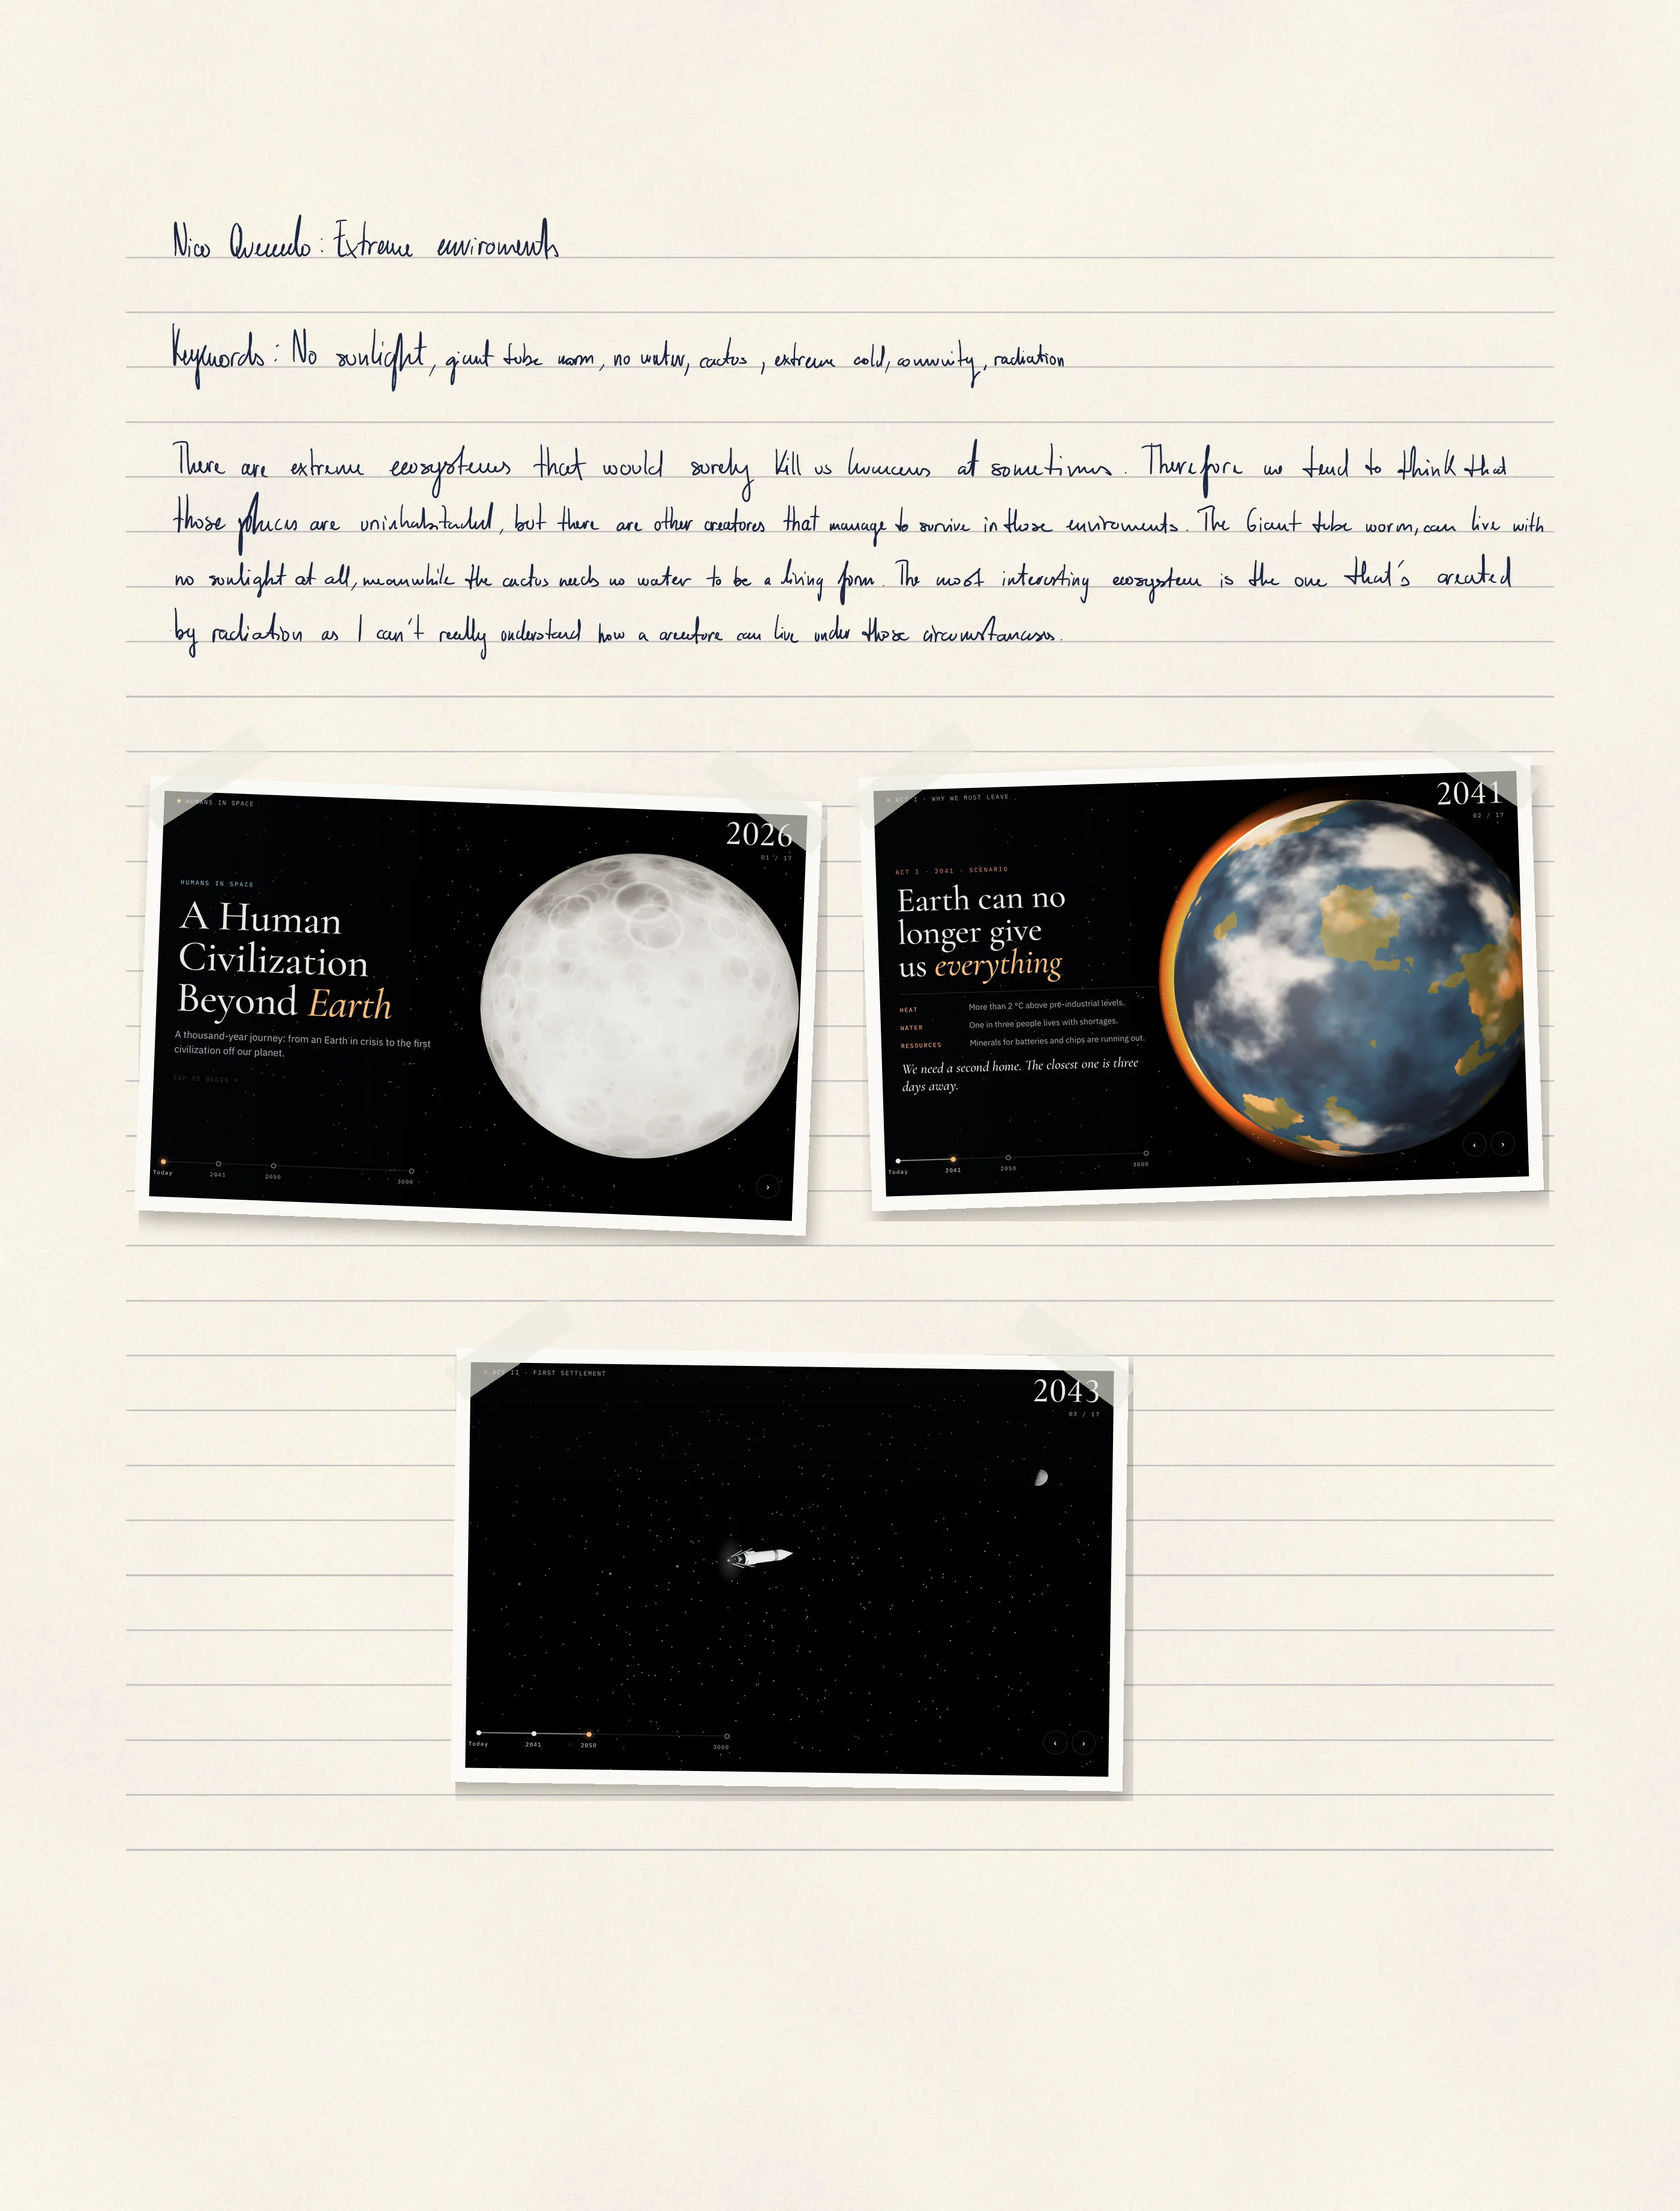 Nico Quevedo: Extreme enviroments
Keywords: No sunlight, giant tube worm, no water, cactus, extreme cold, comunity, radiation
There are extreme ecosystems that would surely kill us humans at sometimes. Therefore we tend to think that
those places are uninhabitaded, but there are other creatores that manage to survive in those enviroments. The Giant tube worm, can live with
no sunlight at all, meanwhile the cactus needs no water to be a living form. The most interesting ecosystem is the one that's created
by radiation as I can't really understand how a creature can live under those circumstances.
HUMANS IN SPACE
2026
01 / 17
HUMANS IN SPACE
A Human
Civilization
Beyond Earth
A thousand-year journey: from an Earth in crisis to the first
civilization off our planet.
TAP TO BEGIN
Today 2041 2050 3000
ACT I · WHY WE MUST LEAVE
2041
02 / 17
ACT I · 2041 · SCENARIO
Earth can no
longer give
us everything
HEAT More than 2 °C above pre-industrial levels.
WATER One in three people lives with shortages.
RESOURCES Minerals for batteries and chips are running out.
We need a second home. The closest one is three
days away.
Today 2041 2050 3000
ACT II · FIRST SETTLEMENT
2043
03 / 17
Today 2041 2050 3000